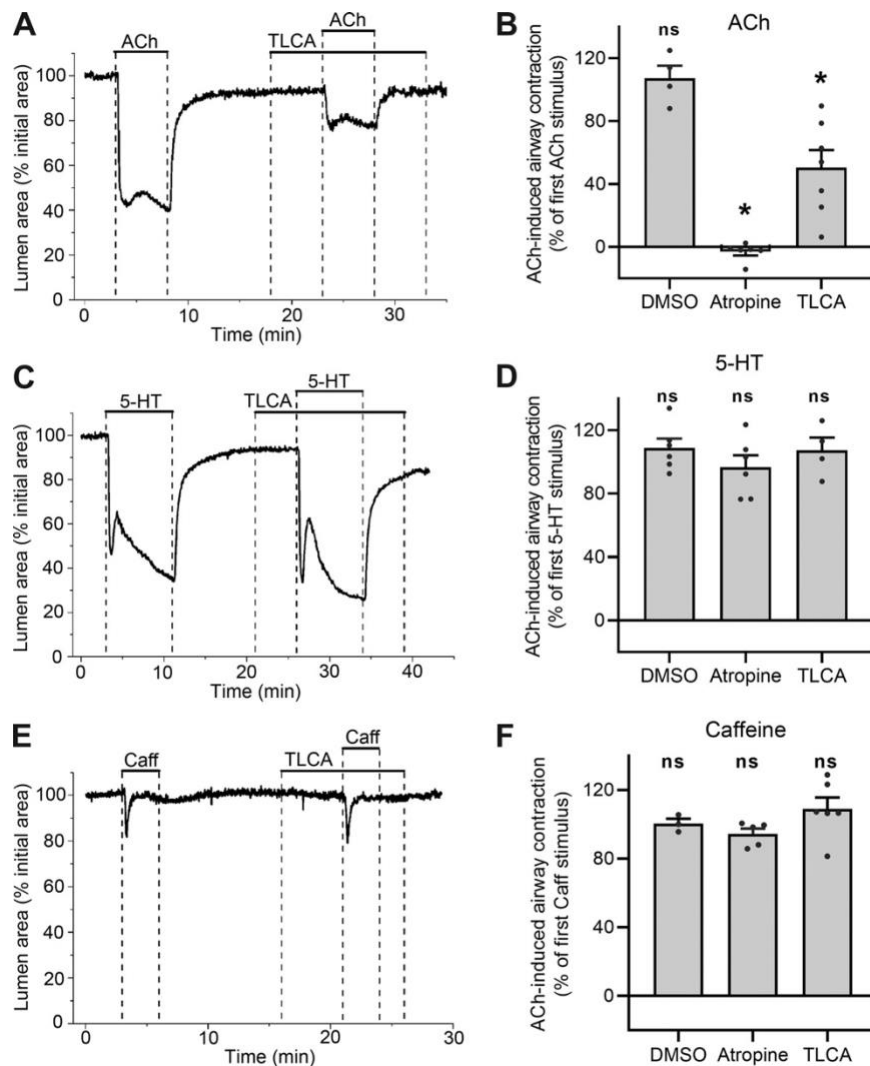 A
ACh
TLCA
ACh
Lumen area (% initial area)
120
100
80
60
40
20
0
0
10
20
30
Time (min)
B
ACh
ACh-induced airway contraction
(% of first ACh stimulus)
120
80
40
0
ns
*
*
DMSO
Atropine
TLCA
C
5-HT
TLCA
5-HT
Lumen area (% initial area)
120
100
80
60
40
20
0
0
10
20
30
40
Time (min)
D
5-HT
ACh-induced airway contraction
(% of first 5-HT stimulus)
120
80
40
0
ns
ns
ns
DMSO
Atropine
TLCA
E
Caff
TLCA
Caff
Lumen area (% initial area)
120
100
80
60
40
20
0
0
10
20
30
Time (min)
F
Caffeine
ACh-induced airway contraction
(% of first Caff stimulus)
120
80
40
0
ns
ns
ns
DMSO
Atropine
TLCA